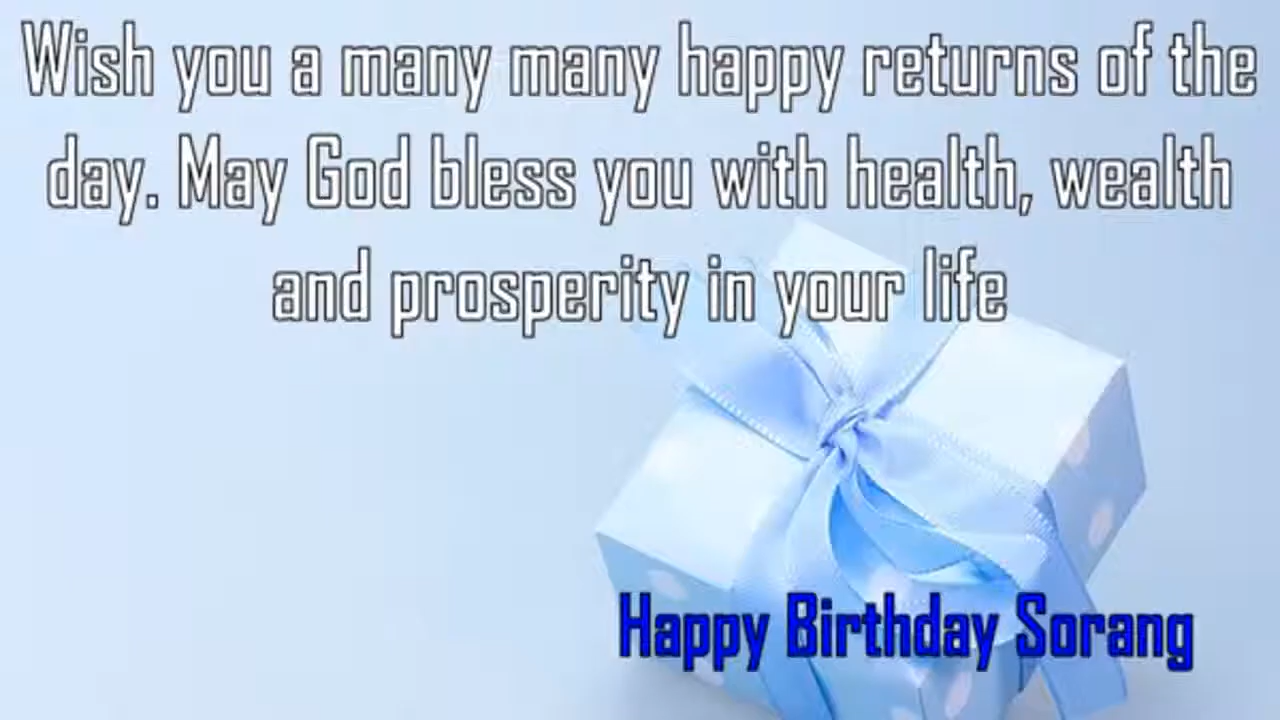 Wish you a many many happy returns of the
day. May God bless you with health, wealth
and prosperity in your life
Happy Birthday Sorang